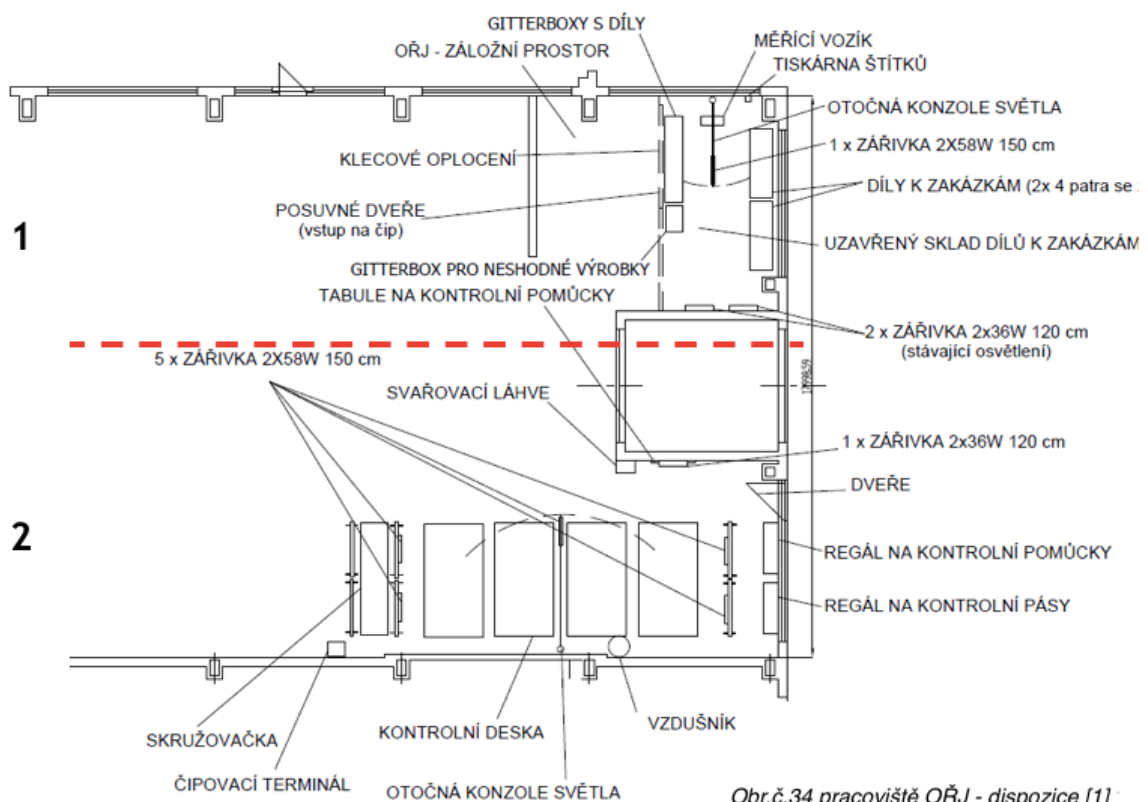 GITTERBOXY S DÍLY
OŘJ - ZÁLOŽNÍ PROSTOR
MĚŘÍCÍ VOZÍK
TISKÁRNA ŠTÍTKŮ
OTOČNÁ KONZOLE SVĚTLA
KLECOVÉ OPLOCENÍ
1 x ZÁŘIVKA 2X58W 150 cm
DÍLY K ZAKÁZKÁM (2x 4 patra se
POSUVNÉ DVEŘE
(vstup na čip)
1
UZAVŘENÝ SKLAD DÍLŮ K ZAKÁZKÁM
GITTERBOX PRO NESHODNÉ VÝROBKY
TABULE NA KONTROLNÍ POMŮCKY
2 x ZÁŘIVKA 2x36W 120 cm
(stávající osvětlení)
5 x ZÁŘIVKA 2X58W 150 cm
SVAŘOVACÍ LÁHVE
1 x ZÁŘIVKA 2x36W 120 cm
DVEŘE
2
REGÁL NA KONTROLNÍ POMŮCKY
REGÁL NA KONTROLNÍ PÁSY
SKRUŽOVAČKA
KONTROLNÍ DESKA
VZDUŠNÍK
ČIPOVACÍ TERMINÁL
OTOČNÁ KONZOLE SVĚTLA
Obr.č.34 pracoviště OŘJ - dispozice [1]